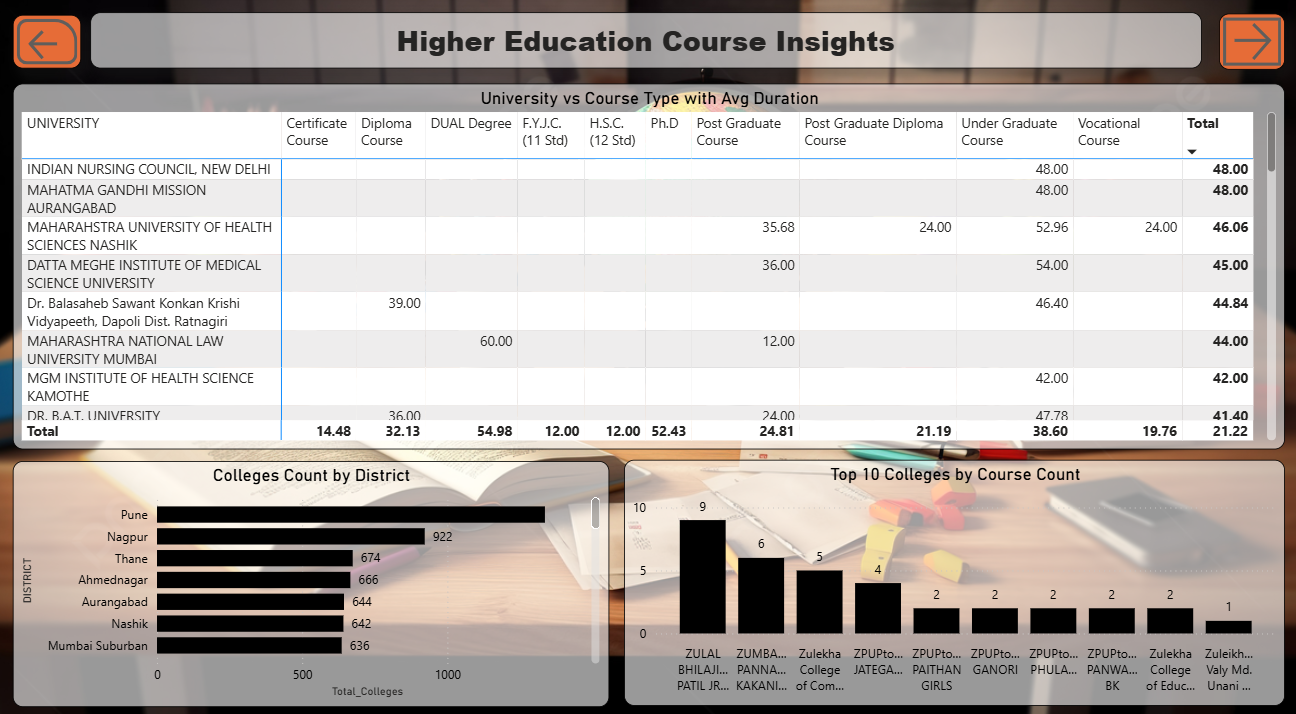 Higher Education Course Insights
University vs Course Type with Avg Duration
UNIVERSITY Certificate Course Diploma Course DUAL Degree F.Y.J.C. (11 Std) H.S.C. (12 Std) Ph.D Post Graduate Course Post Graduate Diploma Course Under Graduate Course Vocational Course Total
INDIAN NURSING COUNCIL, NEW DELHI 48.00 48.00
MAHATMA GANDHI MISSION
AURANGABAD 48.00 48.00
MAHARAHSTRA UNIVERSITY OF HEALTH
SCIENCES NASHIK 35.68 24.00 52.96 24.00 46.06
DATTA MEGHE INSTITUTE OF MEDICAL
SCIENCE UNIVERSITY 36.00 54.00 45.00
Dr. Balasaheb Sawant Konkan Krishi
Vidyapeeth, Dapoli Dist. Ratnagiri 39.00 46.40 44.84
MAHARASHTRA NATIONAL LAW
UNIVERSITY MUMBAI 60.00 12.00 44.00
MGM INSTITUTE OF HEALTH SCIENCE
KAMOTHE 42.00 42.00
DR. B.A.T. UNIVERSITY 36.00 24.00 47.78 41.40
Total 14.48 32.13 54.98 12.00 12.00 52.43 24.81 21.19 38.60 19.76 21.22
Colleges Count by District
DISTRICT
Pune
Nagpur 922
Thane 674
Ahmednagar 666
Aurangabad 644
Nashik 642
Mumbai Suburban 636
0 500 1000
Total_Colleges
Top 10 Colleges by Course Count
10
5
0
9 6 5 4 2 2 2 2 2 1
ZULAL BHILAJI... PATIL JR...
ZUMBA... PANNA... KAKANI...
Zulekha College of Com...
ZPUPto... JATEGA...
ZPUPto... PAITHAN GIRLS
ZPUPto... GANORI
ZPUPto... PHULA...
ZPUPto... PANWA... BK
Zulekha College of Educ...
Zuleikh... Valy Md. Unani ...